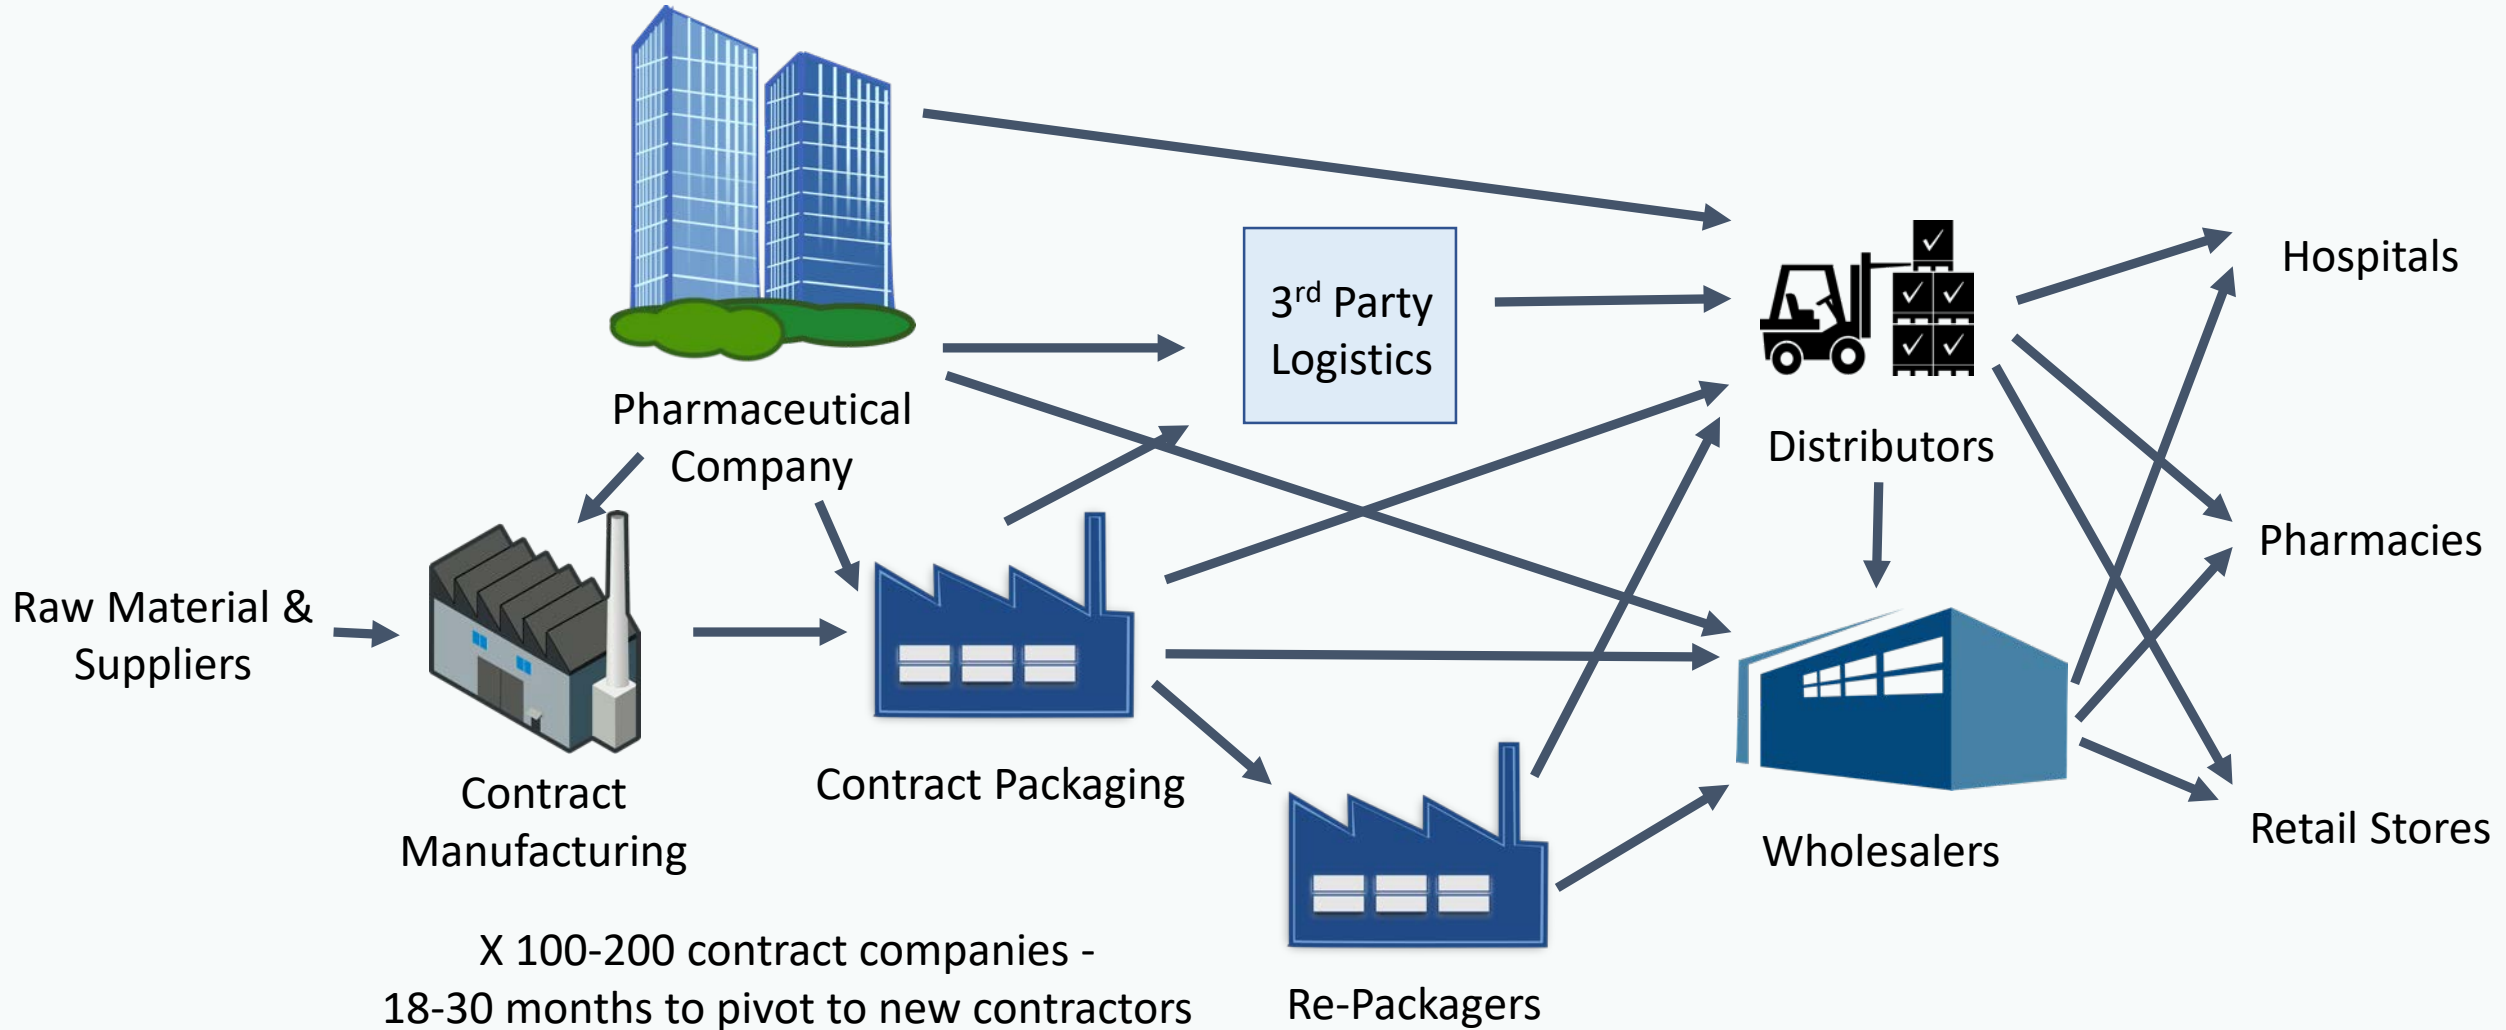 Pharmaceutical
Company
3rd Party
Logistics
Distributors
Hospitals
Pharmacies
Retail Stores
Raw Material &
Suppliers
Contract
Manufacturing
Contract Packaging
Wholesalers
Re-Packagers
X 100-200 contract companies -
18-30 months to pivot to new contractors